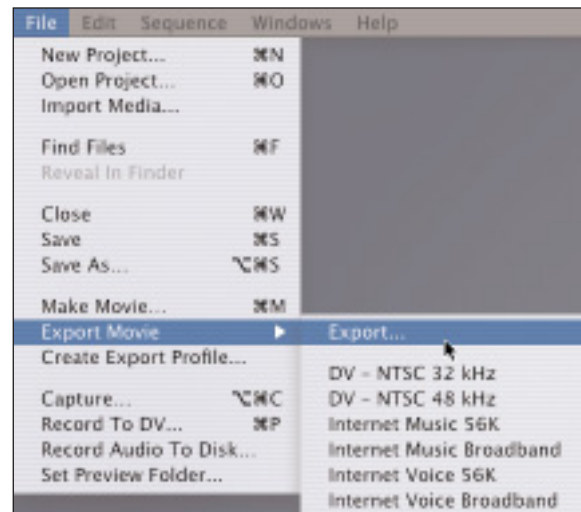 File Edit Sequence Windows Help
New Project... ⌘N
Open Project... ⌘O
Import Media...
Find Files ⌘F
Reveal In Finder
Close ⌘W
Save ⌘S
Save As... ⌥⌘S
Make Movie... ⌘M
Export Movie ▶
Create Export Profile...
Capture... ⌥⌘C
Record To DV... ⌘P
Record Audio To Disk...
Set Preview Folder...
Export...
DV - NTSC 32 kHz
DV - NTSC 48 kHz
Internet Music 56K
Internet Music Broadband
Internet Voice 56K
Internet Voice Broadband